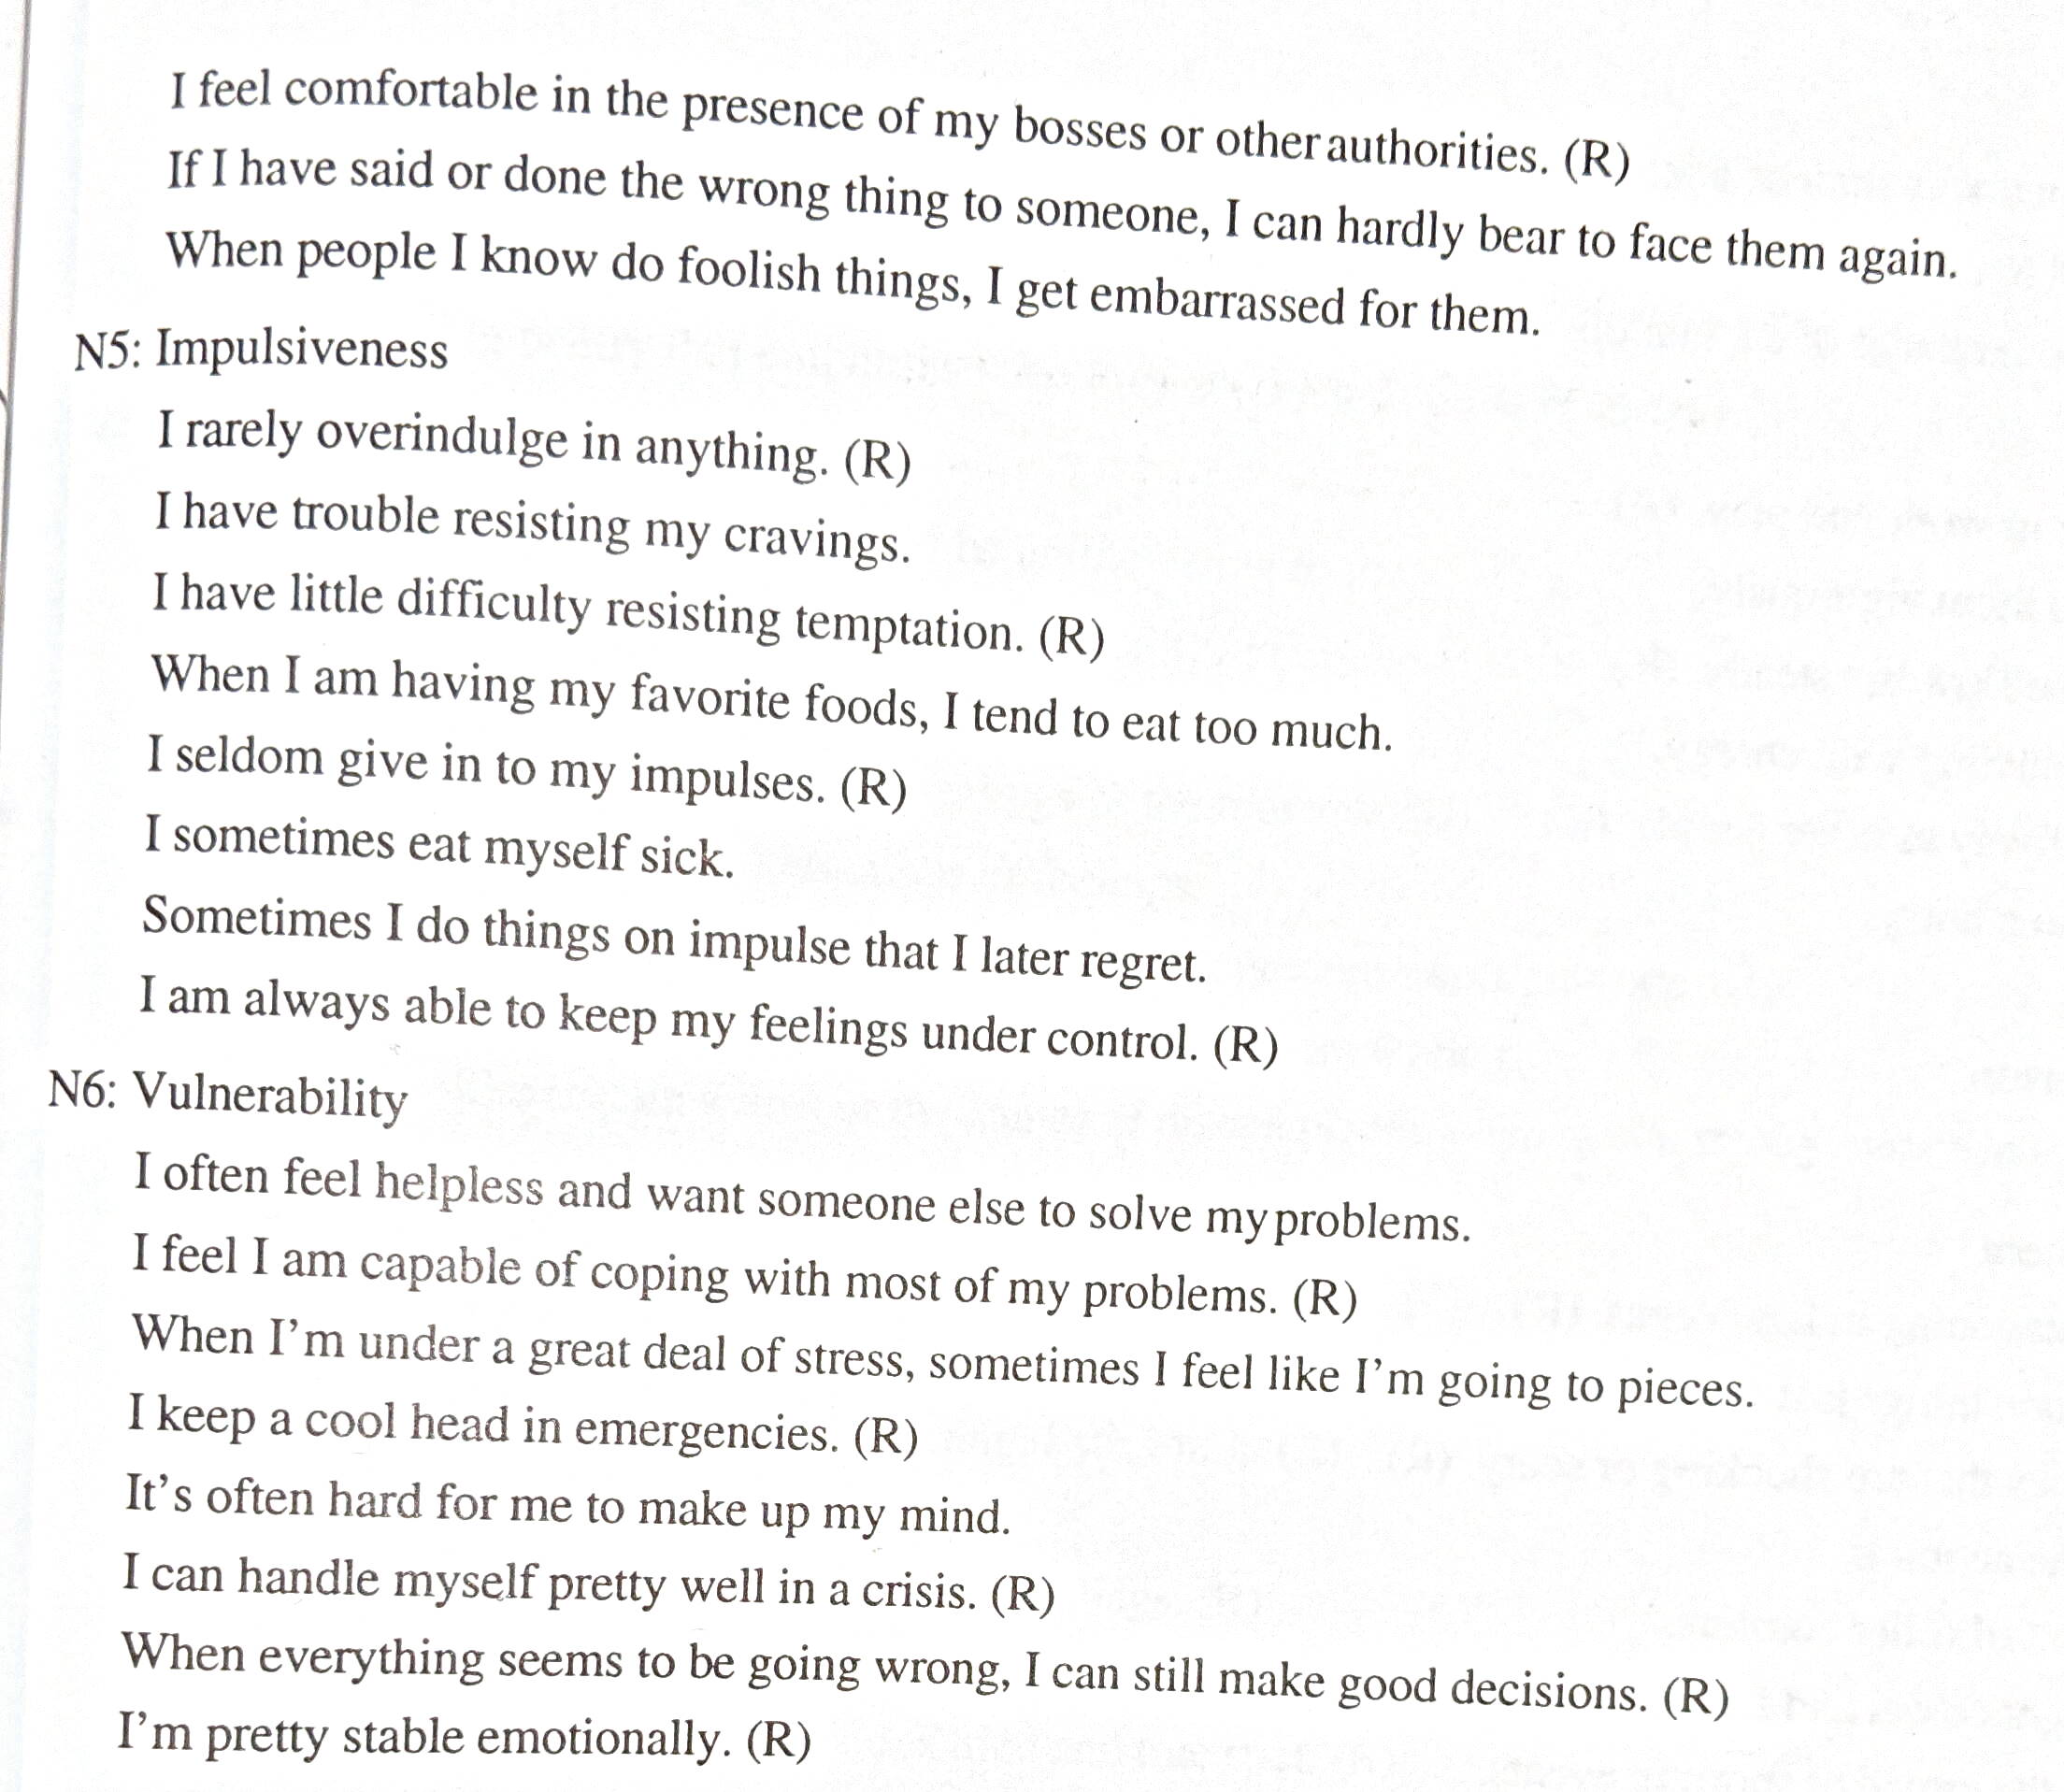 I feel comfortable in the presence of my bosses or other authorities. (R)
If I have said or done the wrong thing to someone, I can hardly bear to face them again.
When people I know do foolish things, I get embarrassed for them.
N5: Impulsiveness
I rarely overindulge in anything. (R)
I have trouble resisting my cravings.
I have little difficulty resisting temptation. (R)
When I am having my favorite foods, I tend to eat too much.
I seldom give in to my impulses. (R)
I sometimes eat myself sick.
Sometimes I do things on impulse that I later regret.
I am always able to keep my feelings under control. (R)
N6: Vulnerability
I often feel helpless and want someone else to solve my problems.
I feel I am capable of coping with most of my problems. (R)
When I’m under a great deal of stress, sometimes I feel like I’m going to pieces.
I keep a cool head in emergencies. (R)
It’s often hard for me to make up my mind.
I can handle myself pretty well in a crisis. (R)
When everything seems to be going wrong, I can still make good decisions. (R)
I’m pretty stable emotionally. (R)